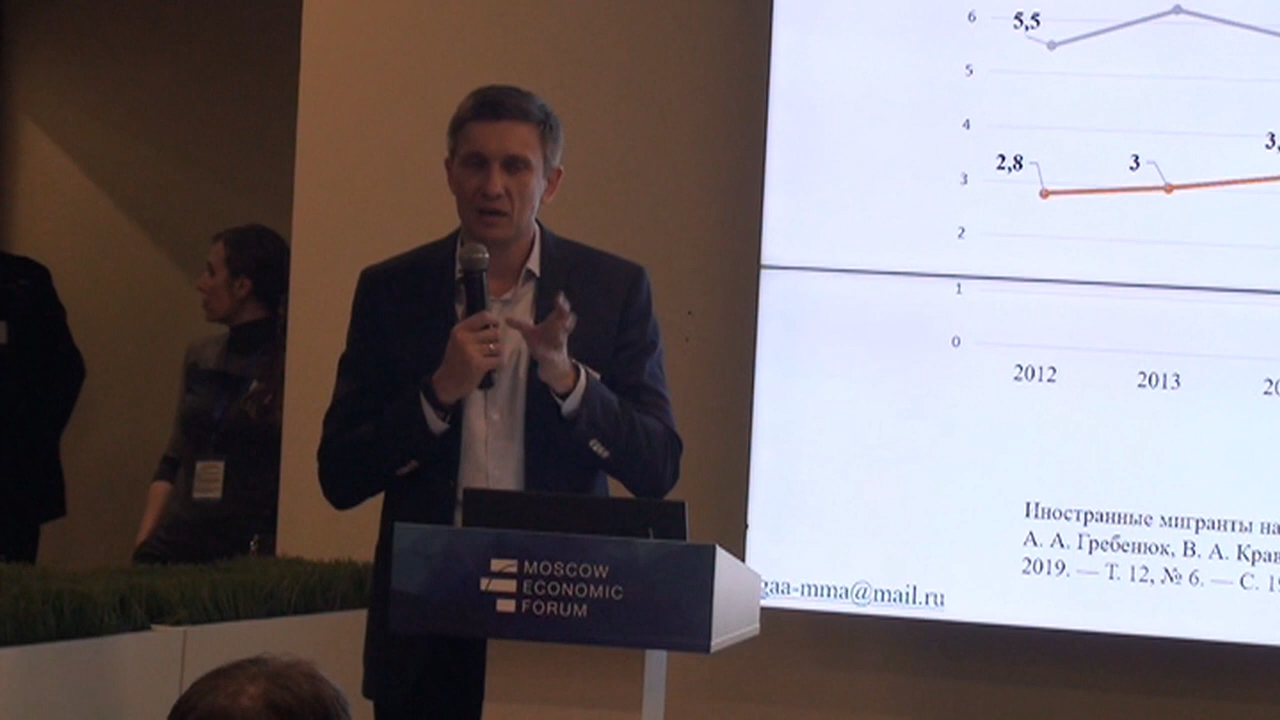 MOSCOW
ECONOMIC
FORUM
6
5,5
5
4
3,
2,8
3
3
2
1
0
2012
2013
Иностранные мигранты на
А. А. Гребенюк, В. А. Крав
2019. — Т. 12, № 6. — С. 1
gaa-mma@mail.ru